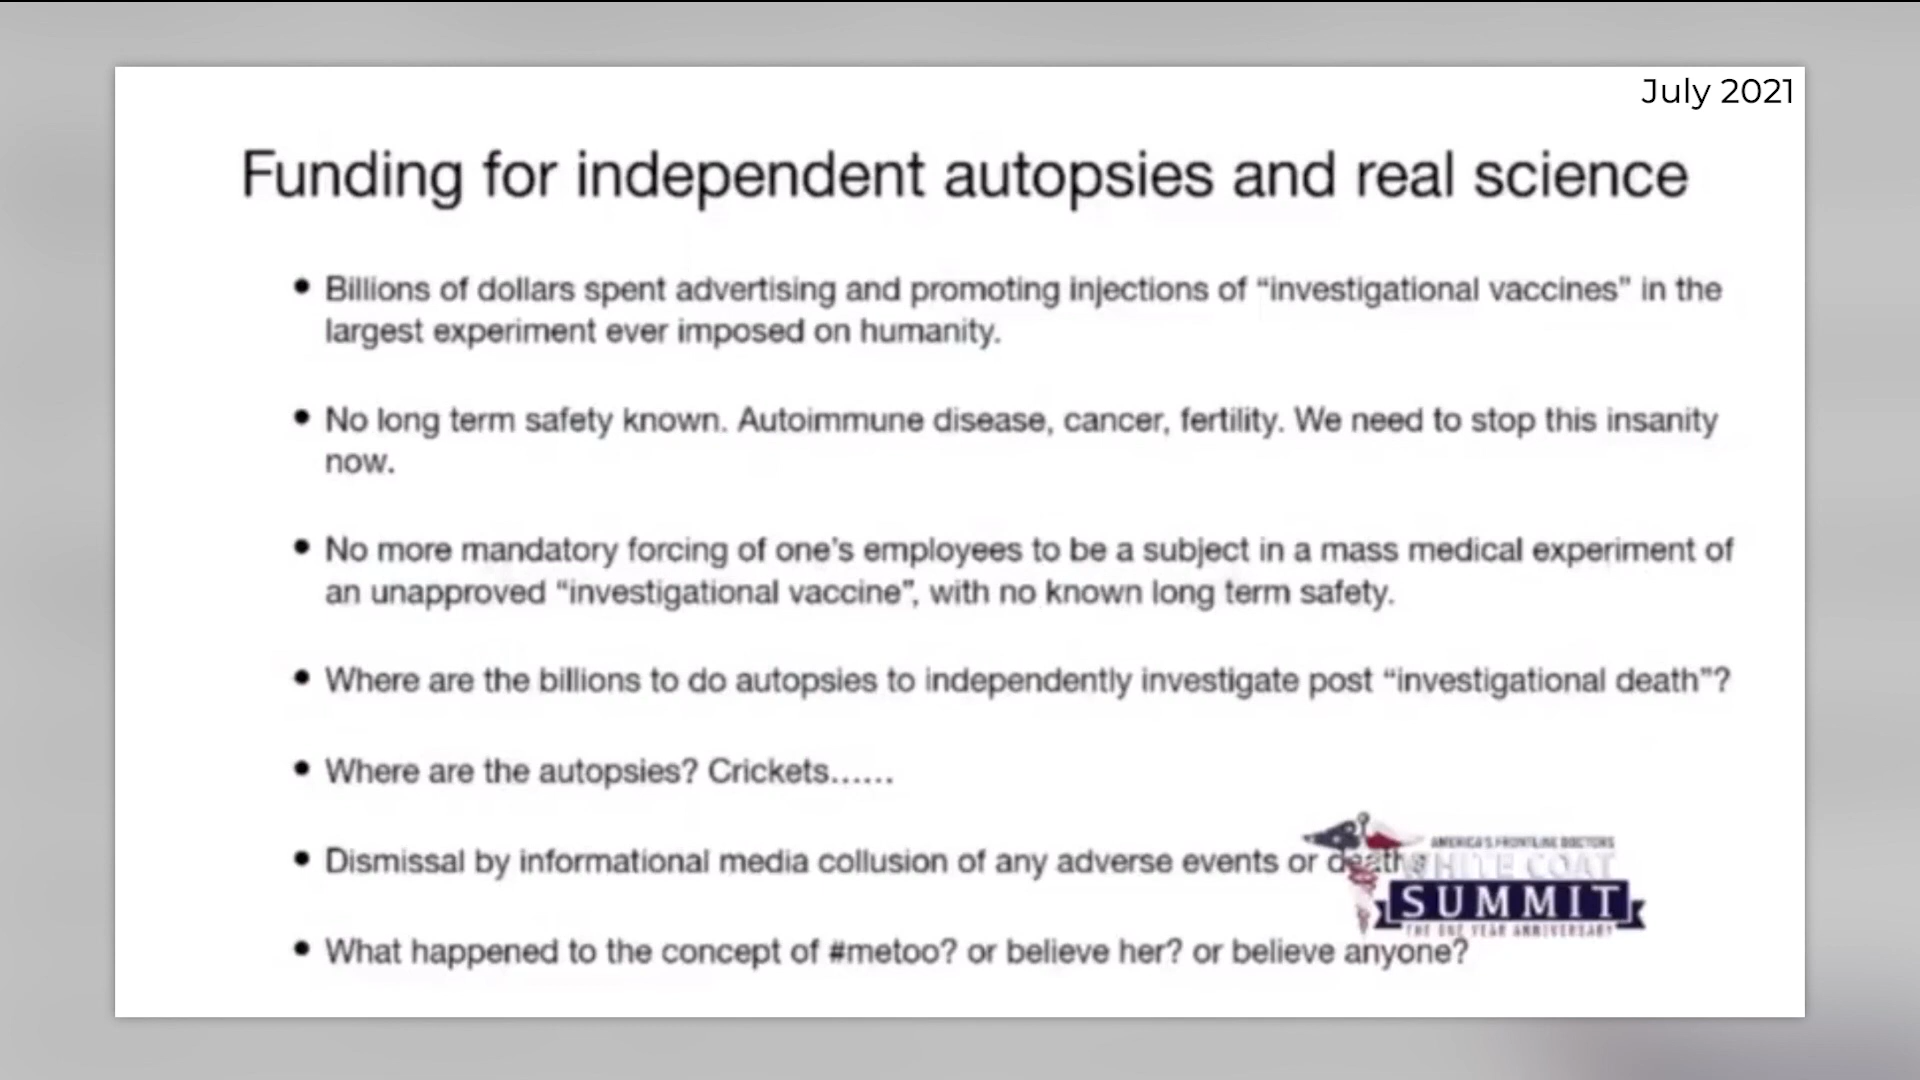 July 2021
Funding for independent autopsies and real science
• Billions of dollars spent advertising and promoting injections of “investigational vaccines” in the
largest experiment ever imposed on humanity.
• No long term safety known. Autoimmune disease, cancer, fertility. We need to stop this insanity
now.
• No more mandatory forcing of one’s employees to be a subject in a mass medical experiment of
an unapproved “investigational vaccine”, with no known long term safety.
• Where are the billions to do autopsies to independently investigate post “investigational death”?
• Where are the autopsies? Crickets......
• Dismissal by informational media collusion of any adverse events or deaths
AMERICA'S FRONTLINE DOCTORS
WHITE COAT
SUMMIT
THE ONE YEAR ANNIVERSARY
• What happened to the concept of #metoo? or believe her? or believe anyone?